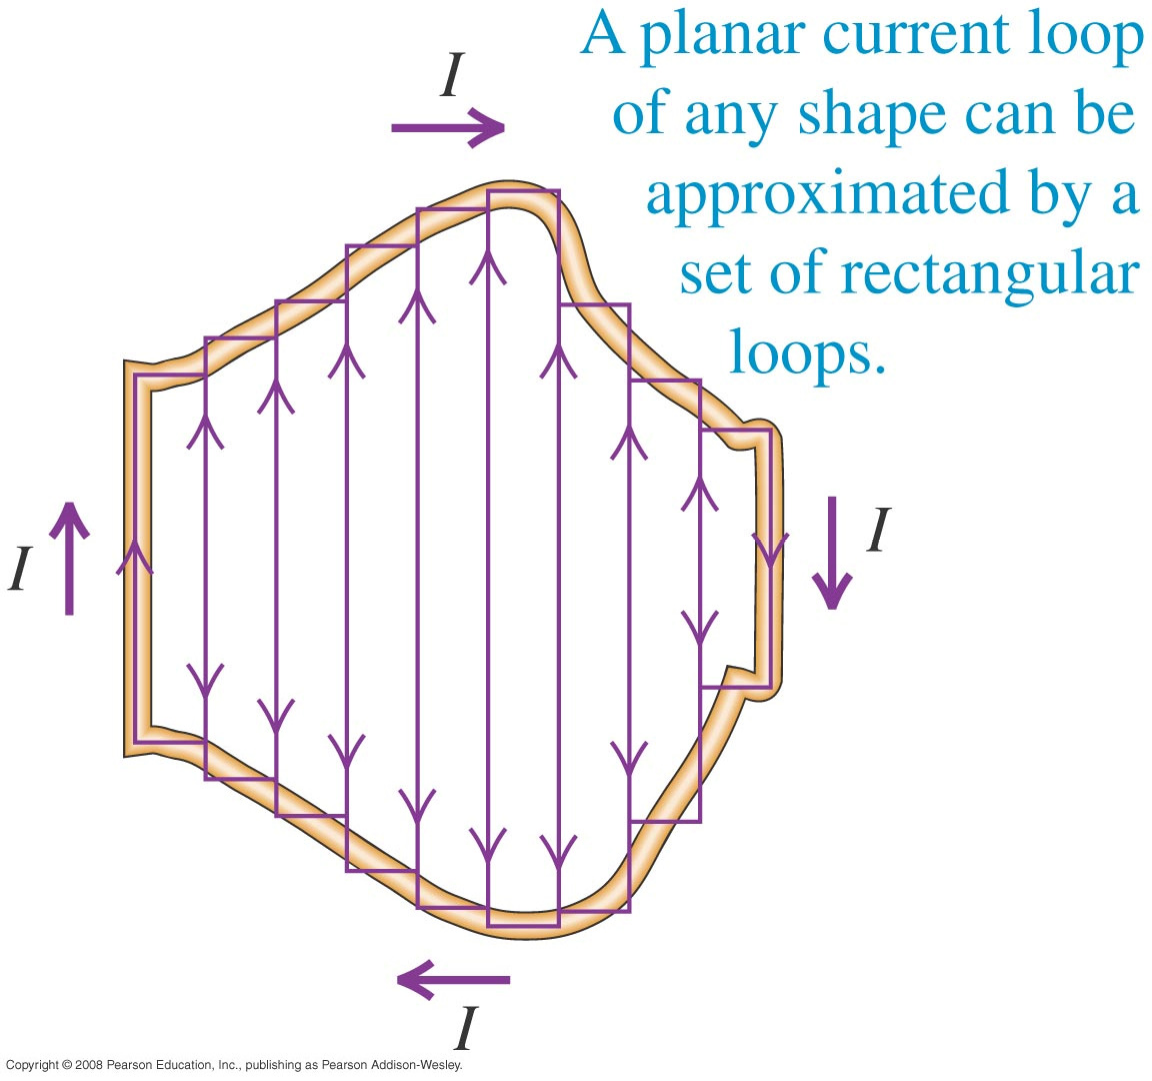 I
A planar current loop
of any shape can be
approximated by a
set of rectangular
loops.
I
I
I
Copyright © 2008 Pearson Education, Inc., publishing as Pearson Addison-Wesley.